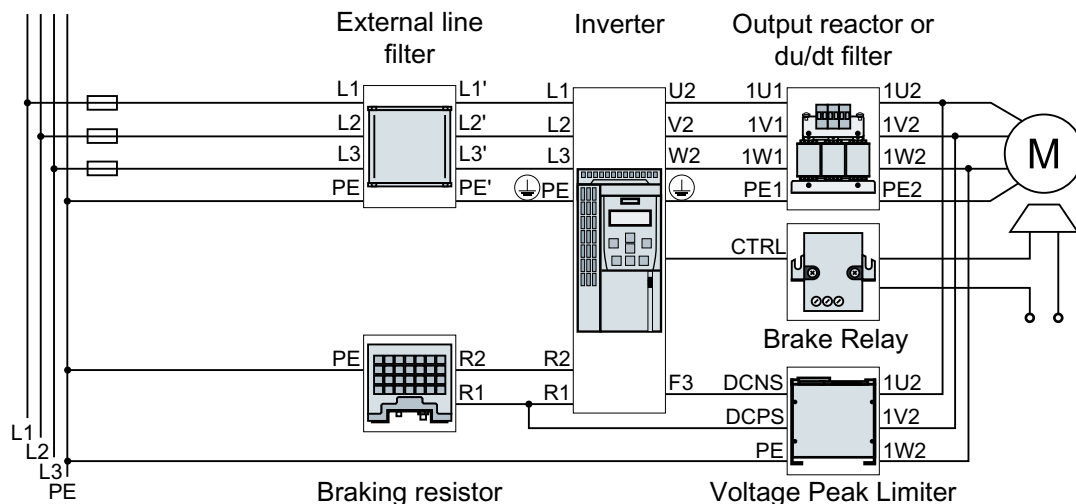 External line
filter
Inverter
Output reactor or
du/dt filter
L1 L1' L1 U2 1U1 1U2
L2 L2' L2 V2 1V1 1V2
L3 L3' L3 W2 1W1 1W2
PE PE' PE PE1 PE2
M
CTRL
Brake Relay
PE R2 R2
R1 R1
F3 DCNS 1U2
DCPS 1V2
PE 1W2
L1
L2
L3
PE
Braking resistor
Voltage Peak Limiter